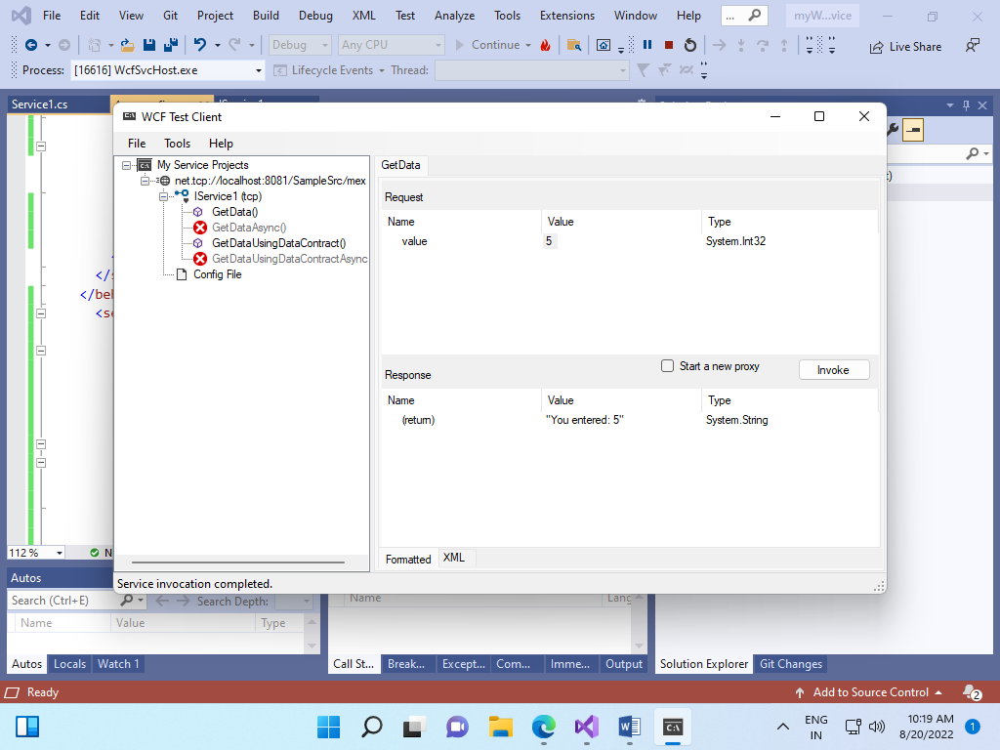 File Edit View Git Project Build Debug XML Test Analyze Tools Extensions Window Help ... myW...vice
Debug Any CPU Continue Live Share
Process: [16616] WcfSvcHost.exe Lifecycle Events Thread:
Service1.cs
WCF Test Client
File Tools Help
My Service Projects
net.tcp://localhost:8081/SampleSrc/mex
IService1 (tcp)
GetData()
GetDataAsync()
GetDataUsingDataContract()
GetDataUsingDataContractAsync
Config File
GetData
Request
Name Value Type
value 5 System.Int32
Response
Start a new proxy
Invoke
Name Value Type
(return) "You entered: 5" System.String
Formatted XML
Service invocation completed.
</s
</beh
<se
112 % N
Autos
Search (Ctrl+E) Search Depth:
Name Value Type
Name Lang
Autos Locals Watch 1
Call St... Break... Except... Com... Imme... Output
Solution Explorer Git Changes
Ready Add to Source Control 2
ENG
IN
10:19 AM
8/20/2022
1